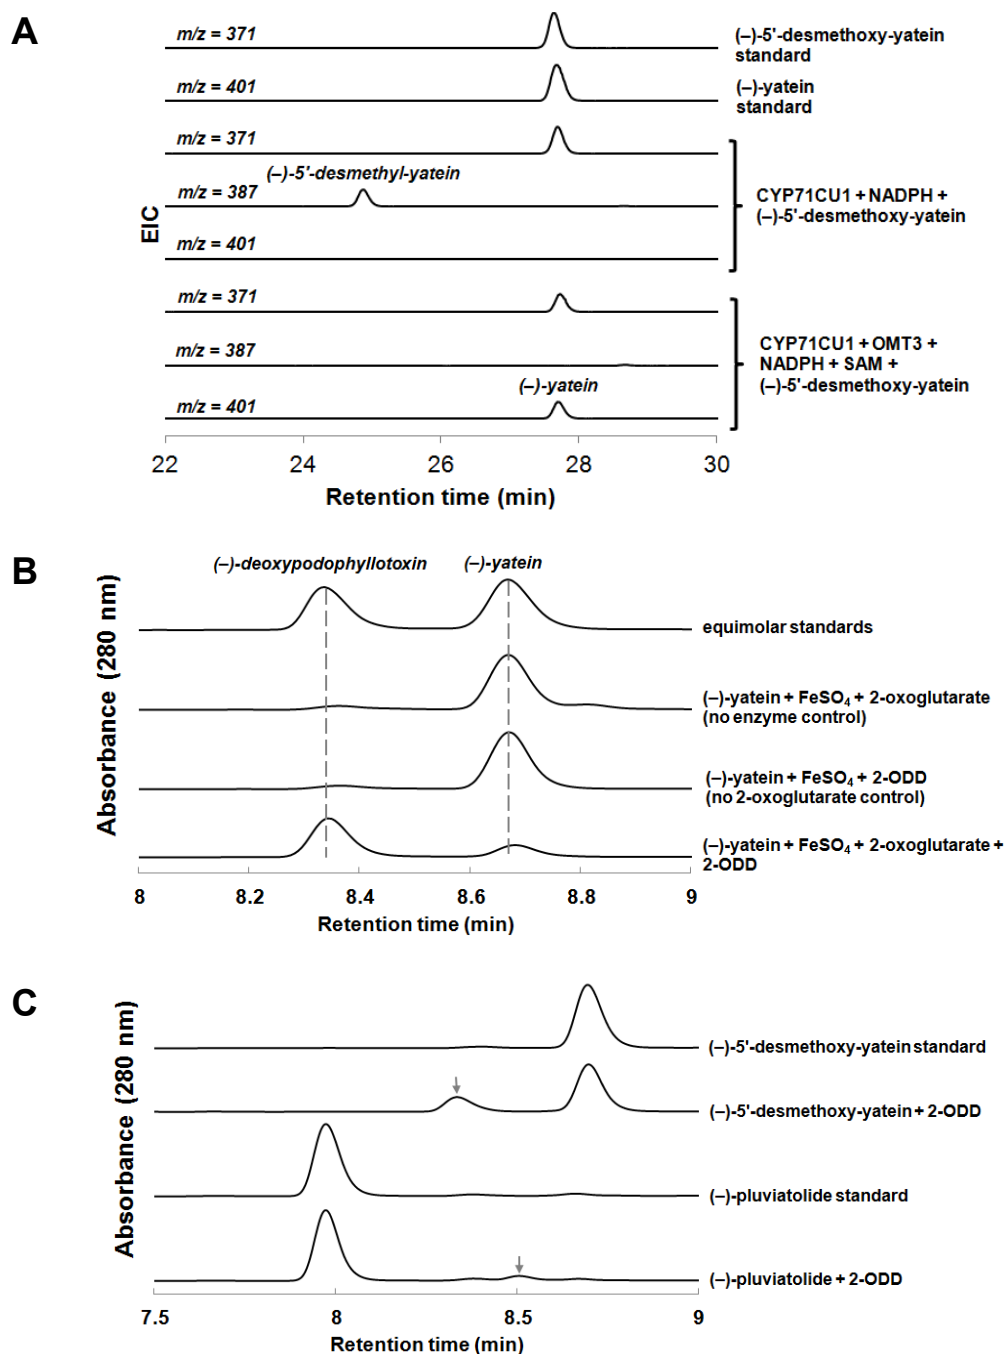 A
m/z = 371
(–)-5'-desmethoxy-yatein
standard
m/z = 401
(–)-yatein
standard
m/z = 371
(–)-5'-desmethyl-yatein
m/z = 387
m/z = 401
CYP71CU1 + NADPH +
(–)-5'-desmethoxy-yatein
EIC
m/z = 371
m/z = 387
(–)-yatein
m/z = 401
CYP71CU1 + OMT3 +
NADPH + SAM +
(–)-5'-desmethoxy-yatein
22 24 26 28 30
Retention time (min)
B
(–)-deoxypodophyllotoxin (–)-yatein
Absorbance (280 nm)
equimolar standards
(–)-yatein + FeSO₄ + 2-oxoglutarate
(no enzyme control)
(–)-yatein + FeSO₄ + 2-ODD
(no 2-oxoglutarate control)
(–)-yatein + FeSO₄ + 2-oxoglutarate +
2-ODD
8 8.2 8.4 8.6 8.8 9
Retention time (min)
C
Absorbance (280 nm)
(–)-5'-desmethoxy-yatein standard
(–)-5'-desmethoxy-yatein + 2-ODD
(–)-pluviatolide standard
(–)-pluviatolide + 2-ODD
7.5 8 8.5 9
Retention time (min)